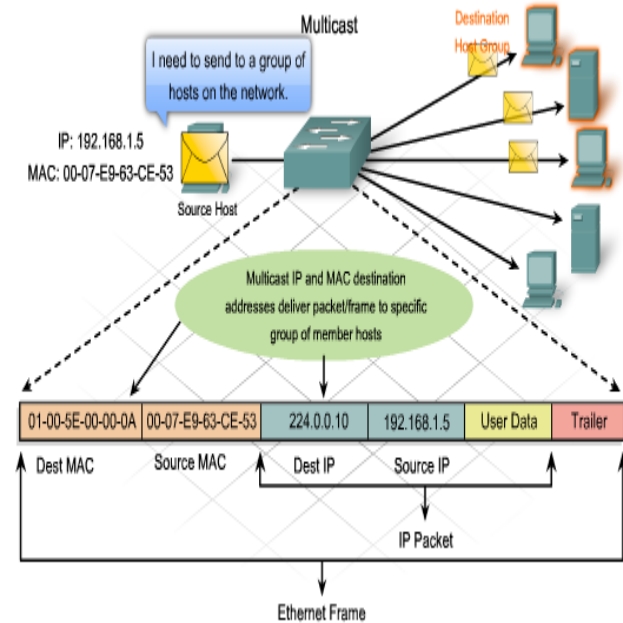 Multicast
Destination
Host Group
I need to send to a group of
hosts on the network.
IP: 192.168.1.5
MAC: 00-07-E9-63-CE-53
Source Host
Multicast IP and MAC destination
addresses deliver packet/frame to specific
group of member hosts
01-00-5E-00-00-0A 00-07-E9-63-CE-53 224.0.0.10 192.168.1.5 User Data Trailer
Dest MAC Source MAC Dest IP Source IP
IP Packet
Ethernet Frame